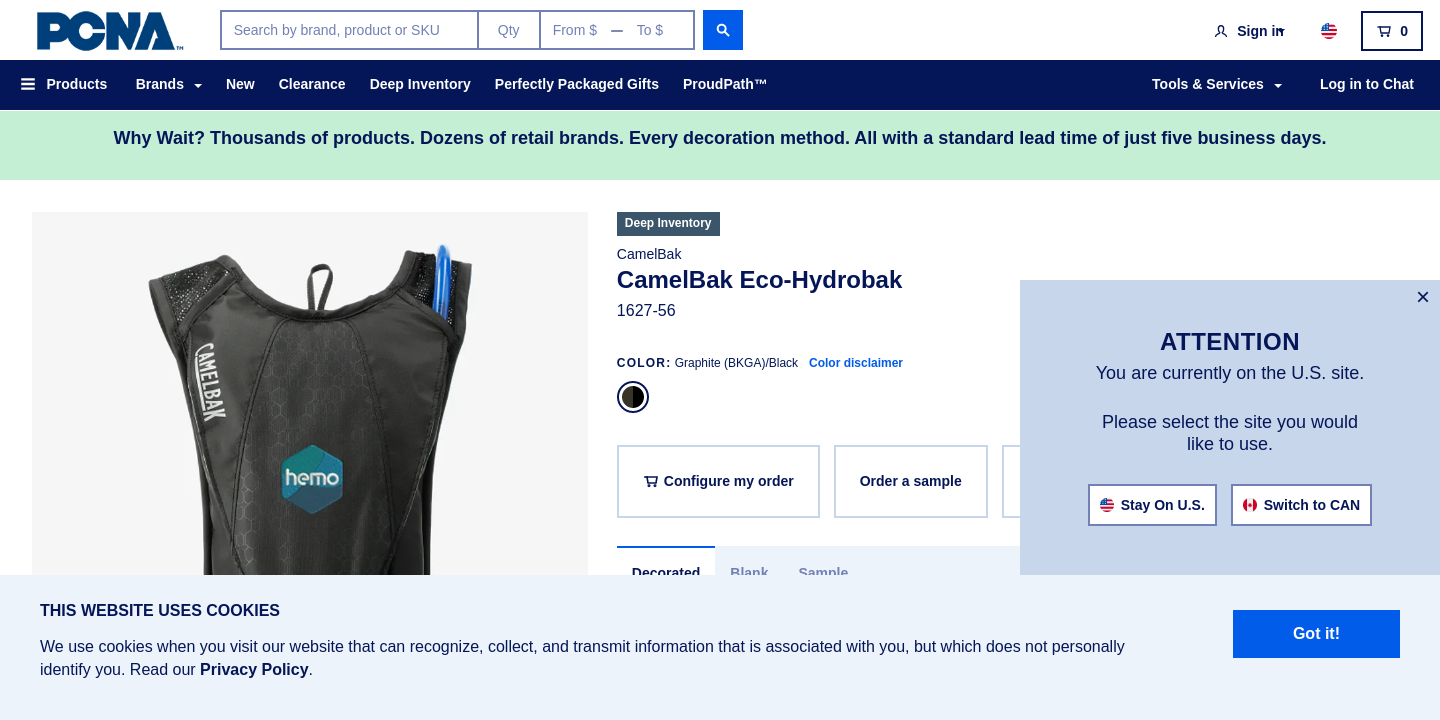 PCNA™
Search by brand, product or SKU
Qty
From $ — To $
Sign in
0
Products
Brands
New
Clearance
Deep Inventory
Perfectly Packaged Gifts
ProudPath™
Tools & Services
Log in to Chat
Why Wait? Thousands of products. Dozens of retail brands. Every decoration method. All with a standard lead time of just five business days.
CAMELBAK
hemo
Deep Inventory
CamelBak
CamelBak Eco-Hydrobak
1627-56
COLOR: Graphite (BKGA)/Black Color disclaimer
Configure my order
Order a sample
Decorated
Blank
Sample
×
ATTENTION
You are currently on the U.S. site.
Please select the site you would
like to use.
Stay On U.S.
Switch to CAN
THIS WEBSITE USES COOKIES
We use cookies when you visit our website that can recognize, collect, and transmit information that is associated with you, but which does not personally
identify you. Read our Privacy Policy.
Got it!